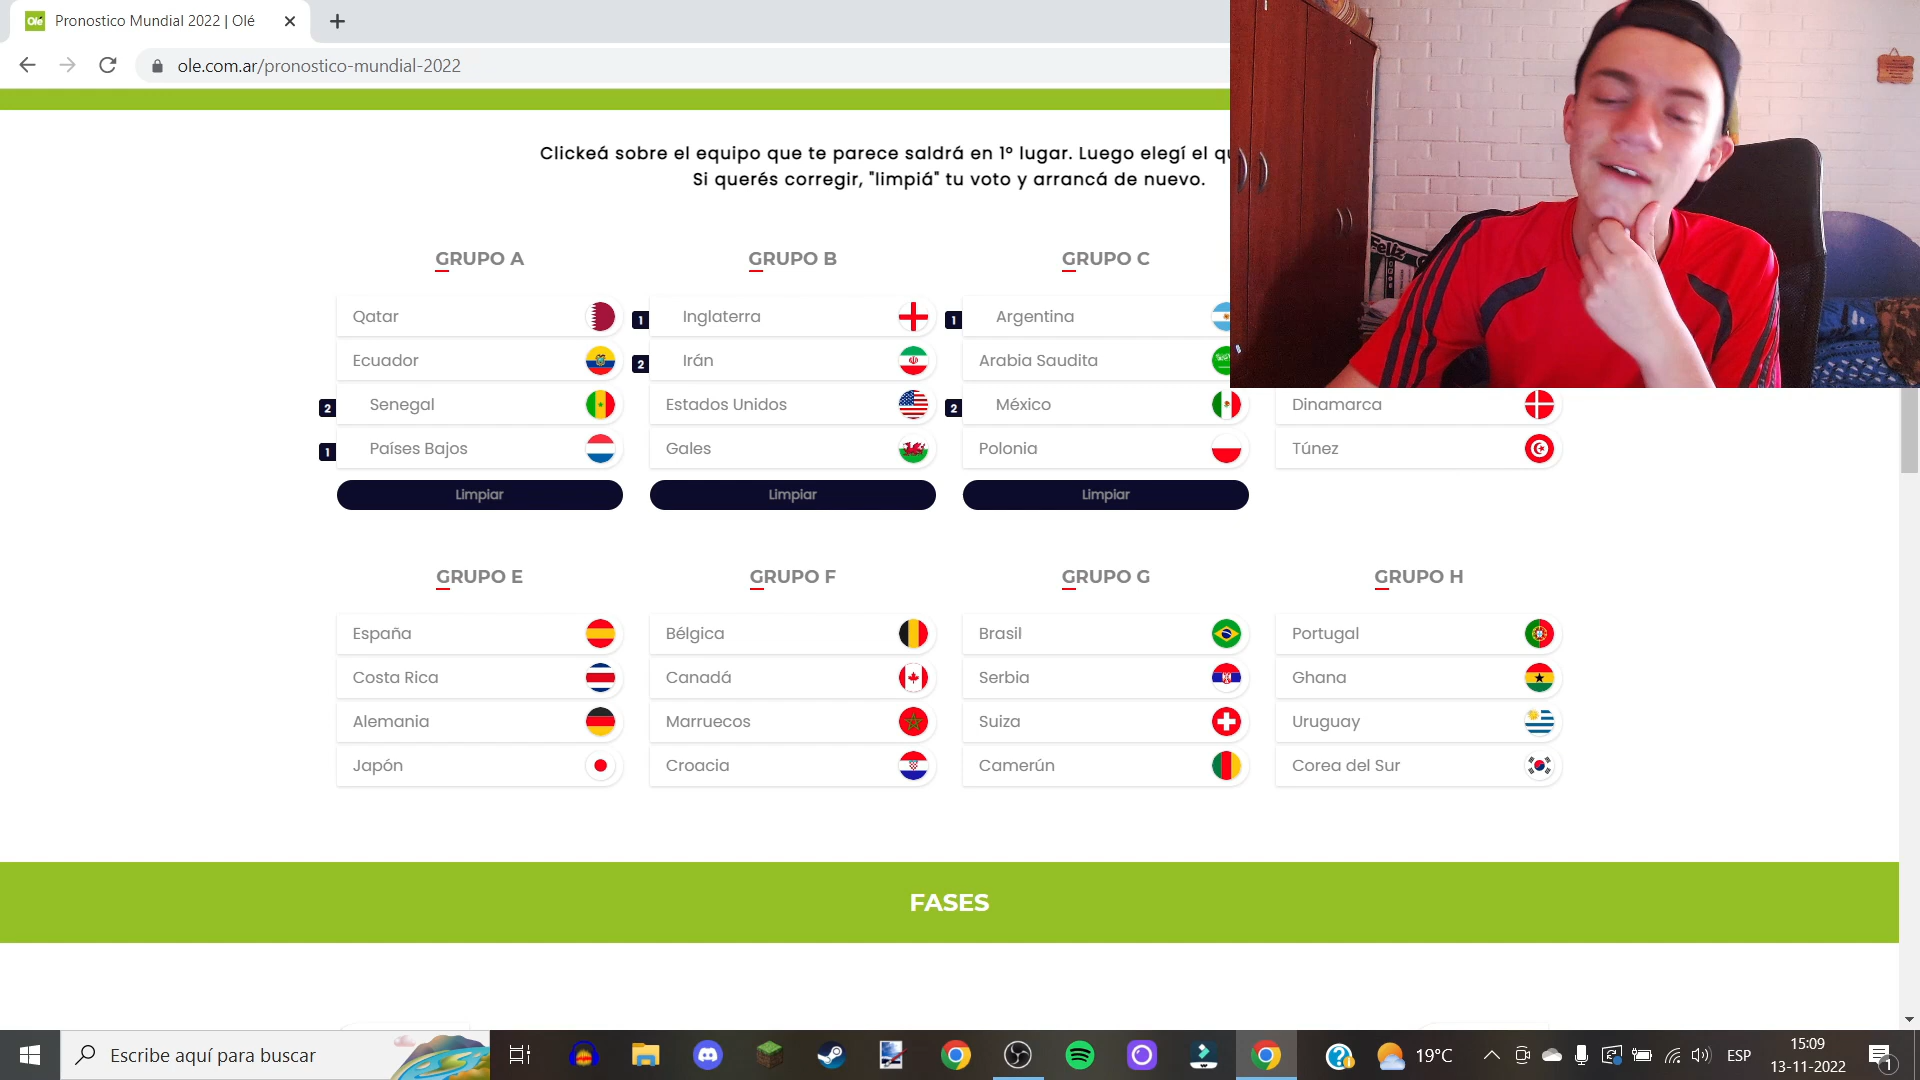 Pronostico Mundial 2022 | Olé
ole.com.ar/pronostico-mundial-2022
Clickeá sobre el equipo que te parece saldrá en 1° lugar. Luego elegí el
Si querés corregir, "limpiá" tu voto y arrancá de nuevo.
Feliz
GRUPO A
Qatar
Ecuador
2 Senegal
1 Países Bajos
Limpiar
GRUPO B
1 Inglaterra
2 Irán
Estados Unidos
Gales
Limpiar
GRUPO C
1 Argentina
Arabia Saudita
2 México
Polonia
Limpiar
Dinamarca
Túnez
GRUPO E
España
Costa Rica
Alemania
Japón
GRUPO F
Bélgica
Canadá
Marruecos
Croacia
GRUPO G
Brasil
Serbia
Suiza
Camerún
GRUPO H
Portugal
Ghana
Uruguay
Corea del Sur
FASES
Escribe aquí para buscar
19°C
ESP
15:09
13-11-2022
1